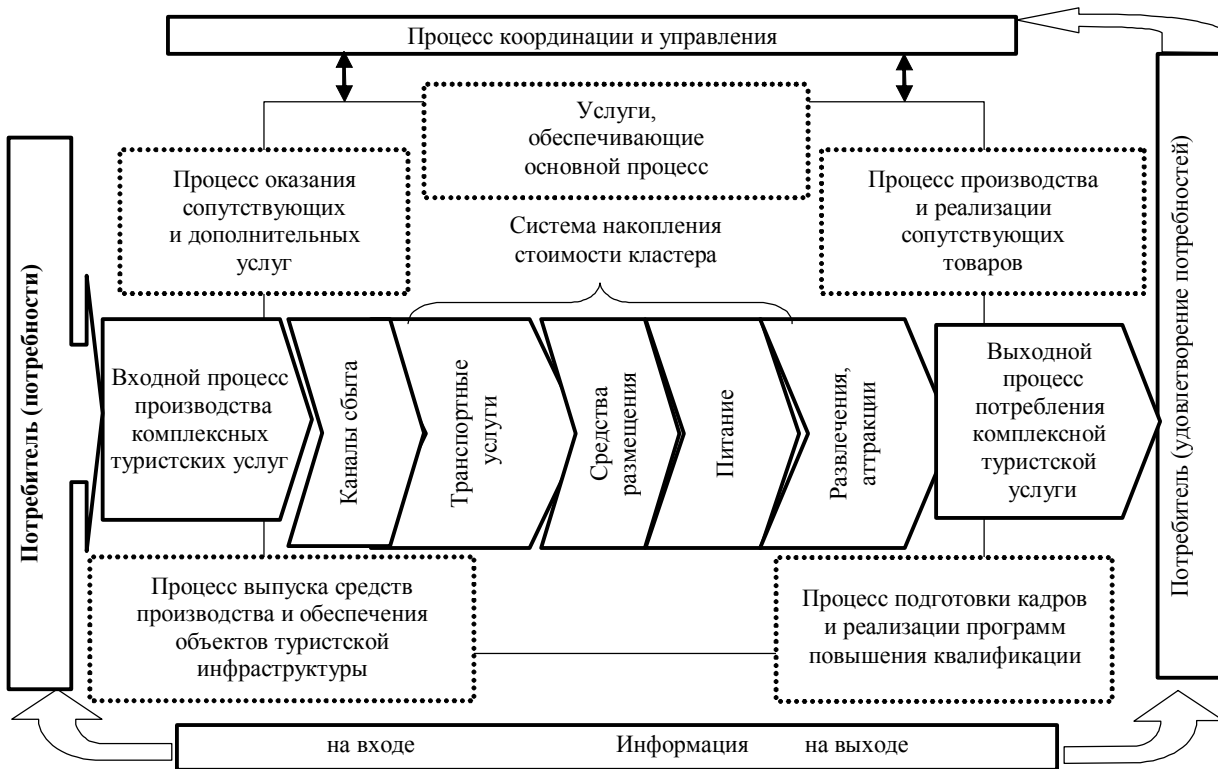 Процесс координации и управления
Услуги,
обеспечивающие
основной процесс
Процесс оказания
сопутствующих
и дополнительных
услуг
Процесс производства
и реализации
сопутствующих
товаров
Система накопления
стоимости кластера
Потребитель (потребности)
Входной процесс
производства
комплексных
туристских услуг
Каналы сбыта
Транспортные
услуги
Средства
размещения
Питание
Развлечения,
аттракции
Выходной
процесс
потребления
комплексной
туристской
услуги
Потребитель (удовлетворение потребностей)
Процесс выпуска средств
производства и обеспечения
объектов туристской
инфраструктуры
Процесс подготовки кадров
и реализации программ
повышения квалификации
на входе Информация на выходе